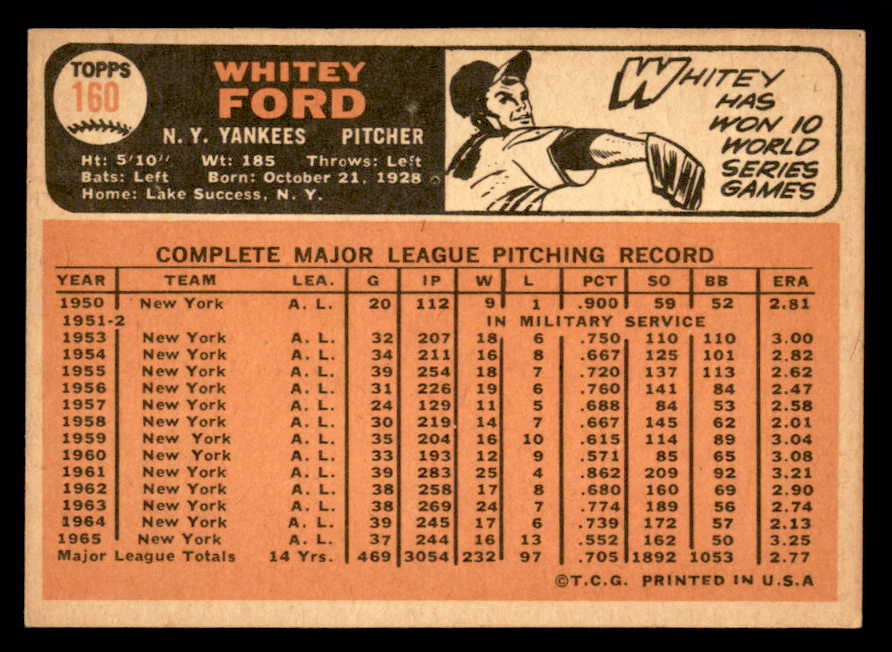 TOPPS
160
WHITEY
FORD
N. Y. YANKEES PITCHER
Ht: 5'10" Wt: 185 Throws: Left
Bats: Left Born: October 21, 1928
Home: Lake Success, N. Y.
WHITEY
HAS
WON 10
WORLD
SERIES
GAMES
COMPLETE MAJOR LEAGUE PITCHING RECORD
YEAR TEAM LEA. G IP W L PCT SO BB ERA
1950 New York A. L. 20 112 9 1 .900 59 52 2.81
1951-2 IN MILITARY SERVICE
1953 New York A. L. 32 207 18 6 .750 110 110 3.00
1954 New York A. L. 34 211 16 8 .667 125 101 2.82
1955 New York A. L. 39 254 18 7 .720 137 113 2.62
1956 New York A. L. 31 226 19 6 .760 141 84 2.47
1957 New York A. L. 24 129 11 5 .688 84 53 2.58
1958 New York A. L. 30 219 14 7 .667 145 62 2.01
1959 New York A. L. 35 204 16 10 .615 114 89 3.04
1960 New York A. L. 33 193 12 9 .571 85 65 3.08
1961 New York A. L. 39 283 25 4 .862 209 92 3.21
1962 New York A. L. 38 258 17 8 .680 160 69 2.90
1963 New York A. L. 38 269 24 7 .774 189 56 2.74
1964 New York A. L. 39 245 17 6 .739 172 57 2.13
1965 New York A. L. 37 244 16 13 .552 162 50 3.25
Major League Totals 14 Yrs. 469 3054 232 97 .705 1892 1053 2.77
©T.C.G. PRINTED IN U.S.A